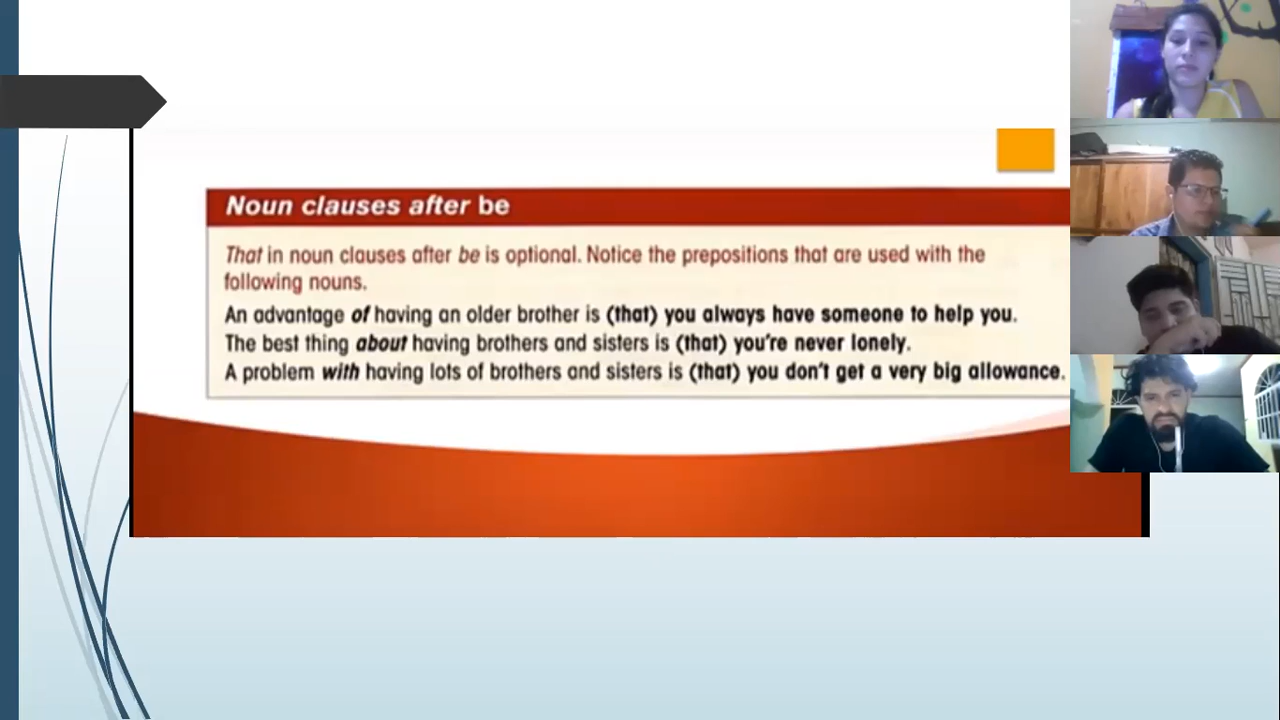 Noun clauses after be
That in noun clauses after be is optional. Notice the prepositions that are used with the
following nouns.
An advantage of having an older brother is (that) you always have someone to help you.
The best thing about having brothers and sisters is (that) you're never lonely.
A problem with having lots of brothers and sisters is (that) you don't get a very big allowance.